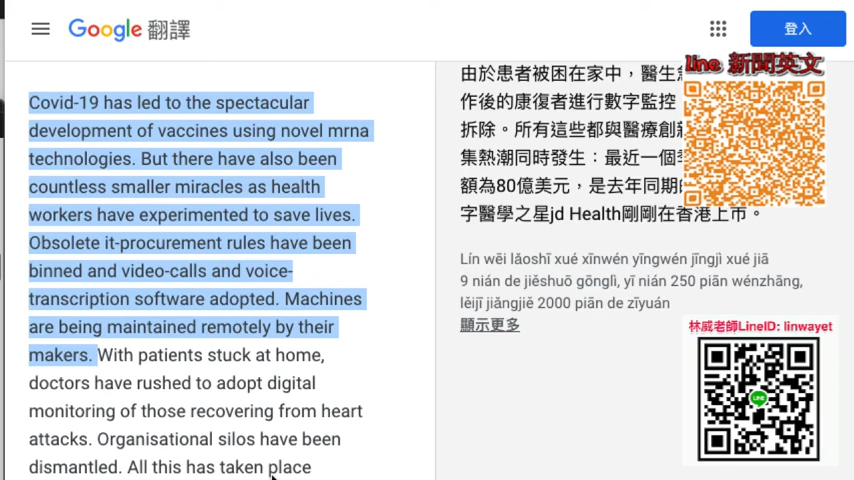 Google 翻譯
登入
Covid-19 has led to the spectacular
development of vaccines using novel mrna
technologies. But there have also been
countless smaller miracles as health
workers have experimented to save lives.
Obsolete it-procurement rules have been
binned and video-calls and voice-
transcription software adopted. Machines
are being maintained remotely by their
makers. With patients stuck at home,
doctors have rushed to adopt digital
monitoring of those recovering from heart
attacks. Organisational silos have been
dismantled. All this has taken place
由於患者被困在家中，醫生
作後的康復者進行數字監控
拆除。所有這些都與醫療創
集熱潮同時發生：最近一個
額為80億美元，是去年同期
字醫學之星jd Health剛剛在香港上市。
Lín wēi lǎoshī xué xīnwén yīngwén jīngjì xué jiā
9 nián de jiěshuō gōnglì, yī nián 250 piān wénzhāng,
lěijī jiǎngjiě 2000 piān de zīyuán
顯示更多
line 新聞英文
林威老師LineID: linwayet
LINE